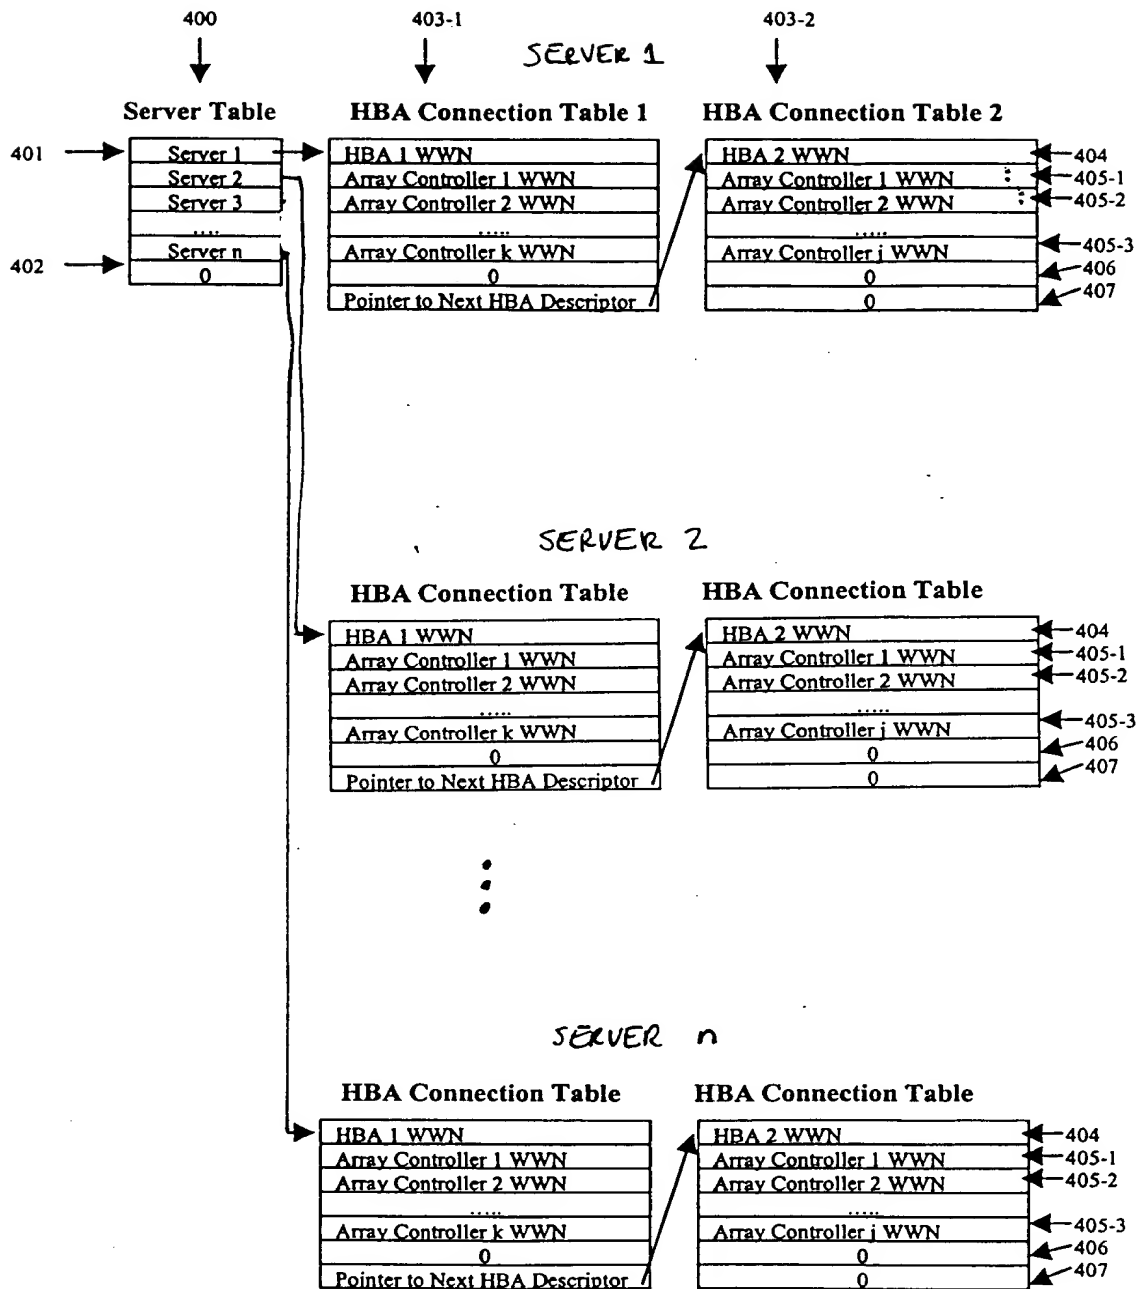 400 403-1 403-2
SERVER 1
Server Table HBA Connection Table 1 HBA Connection Table 2
401 Server 1 HBA 1 WWN HBA 2 WWN 404
Server 2 Array Controller 1 WWN Array Controller 1 WWN 405-1
Server 3 Array Controller 2 WWN Array Controller 2 WWN 405-2
.... ..... .....
Server n Array Controller k WWN Array Controller j WWN 405-3
402 0 0 0 406
Pointer to Next HBA Descriptor 0 407
SERVER 2
HBA Connection Table HBA Connection Table
HBA 1 WWN HBA 2 WWN 404
Array Controller 1 WWN Array Controller 1 WWN 405-1
Array Controller 2 WWN Array Controller 2 WWN 405-2
..... .....
Array Controller k WWN Array Controller j WWN 405-3
0 0 406
Pointer to Next HBA Descriptor 0 407
SERVER n
HBA Connection Table HBA Connection Table
HBA 1 WWN HBA 2 WWN 404
Array Controller 1 WWN Array Controller 1 WWN 405-1
Array Controller 2 WWN Array Controller 2 WWN 405-2
..... .....
Array Controller k WWN Array Controller j WWN 405-3
0 0 406
Pointer to Next HBA Descriptor 0 407